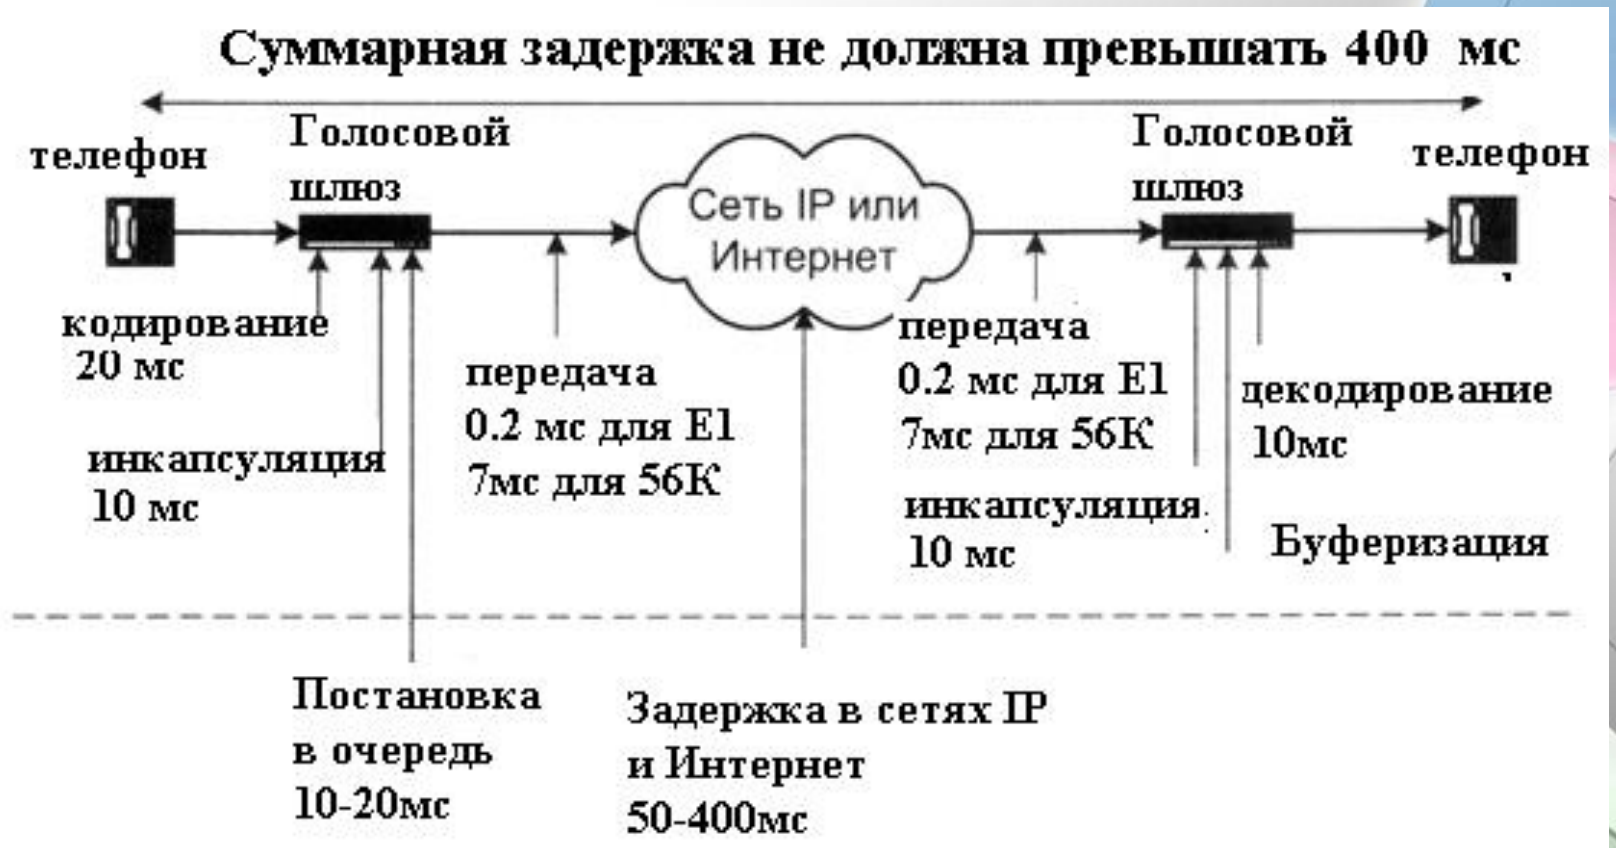 Суммарная задержка не должна превышать 400 мс
телефон
Голосовой
шлюз
Сеть IP или
Интернет
Голосовой
шлюз
телефон
кодирование
20 мс
инкапсуляция
10 мс
передача
0.2 мс для E1
7мс для 56К
передача
0.2 мс для E1
7мс для 56К
инкапсуляция
10 мс
декодирование
10мс
Буферизация
Постановка
в очередь
10-20мс
Задержка в сетях IP
и Интернет
50-400мс